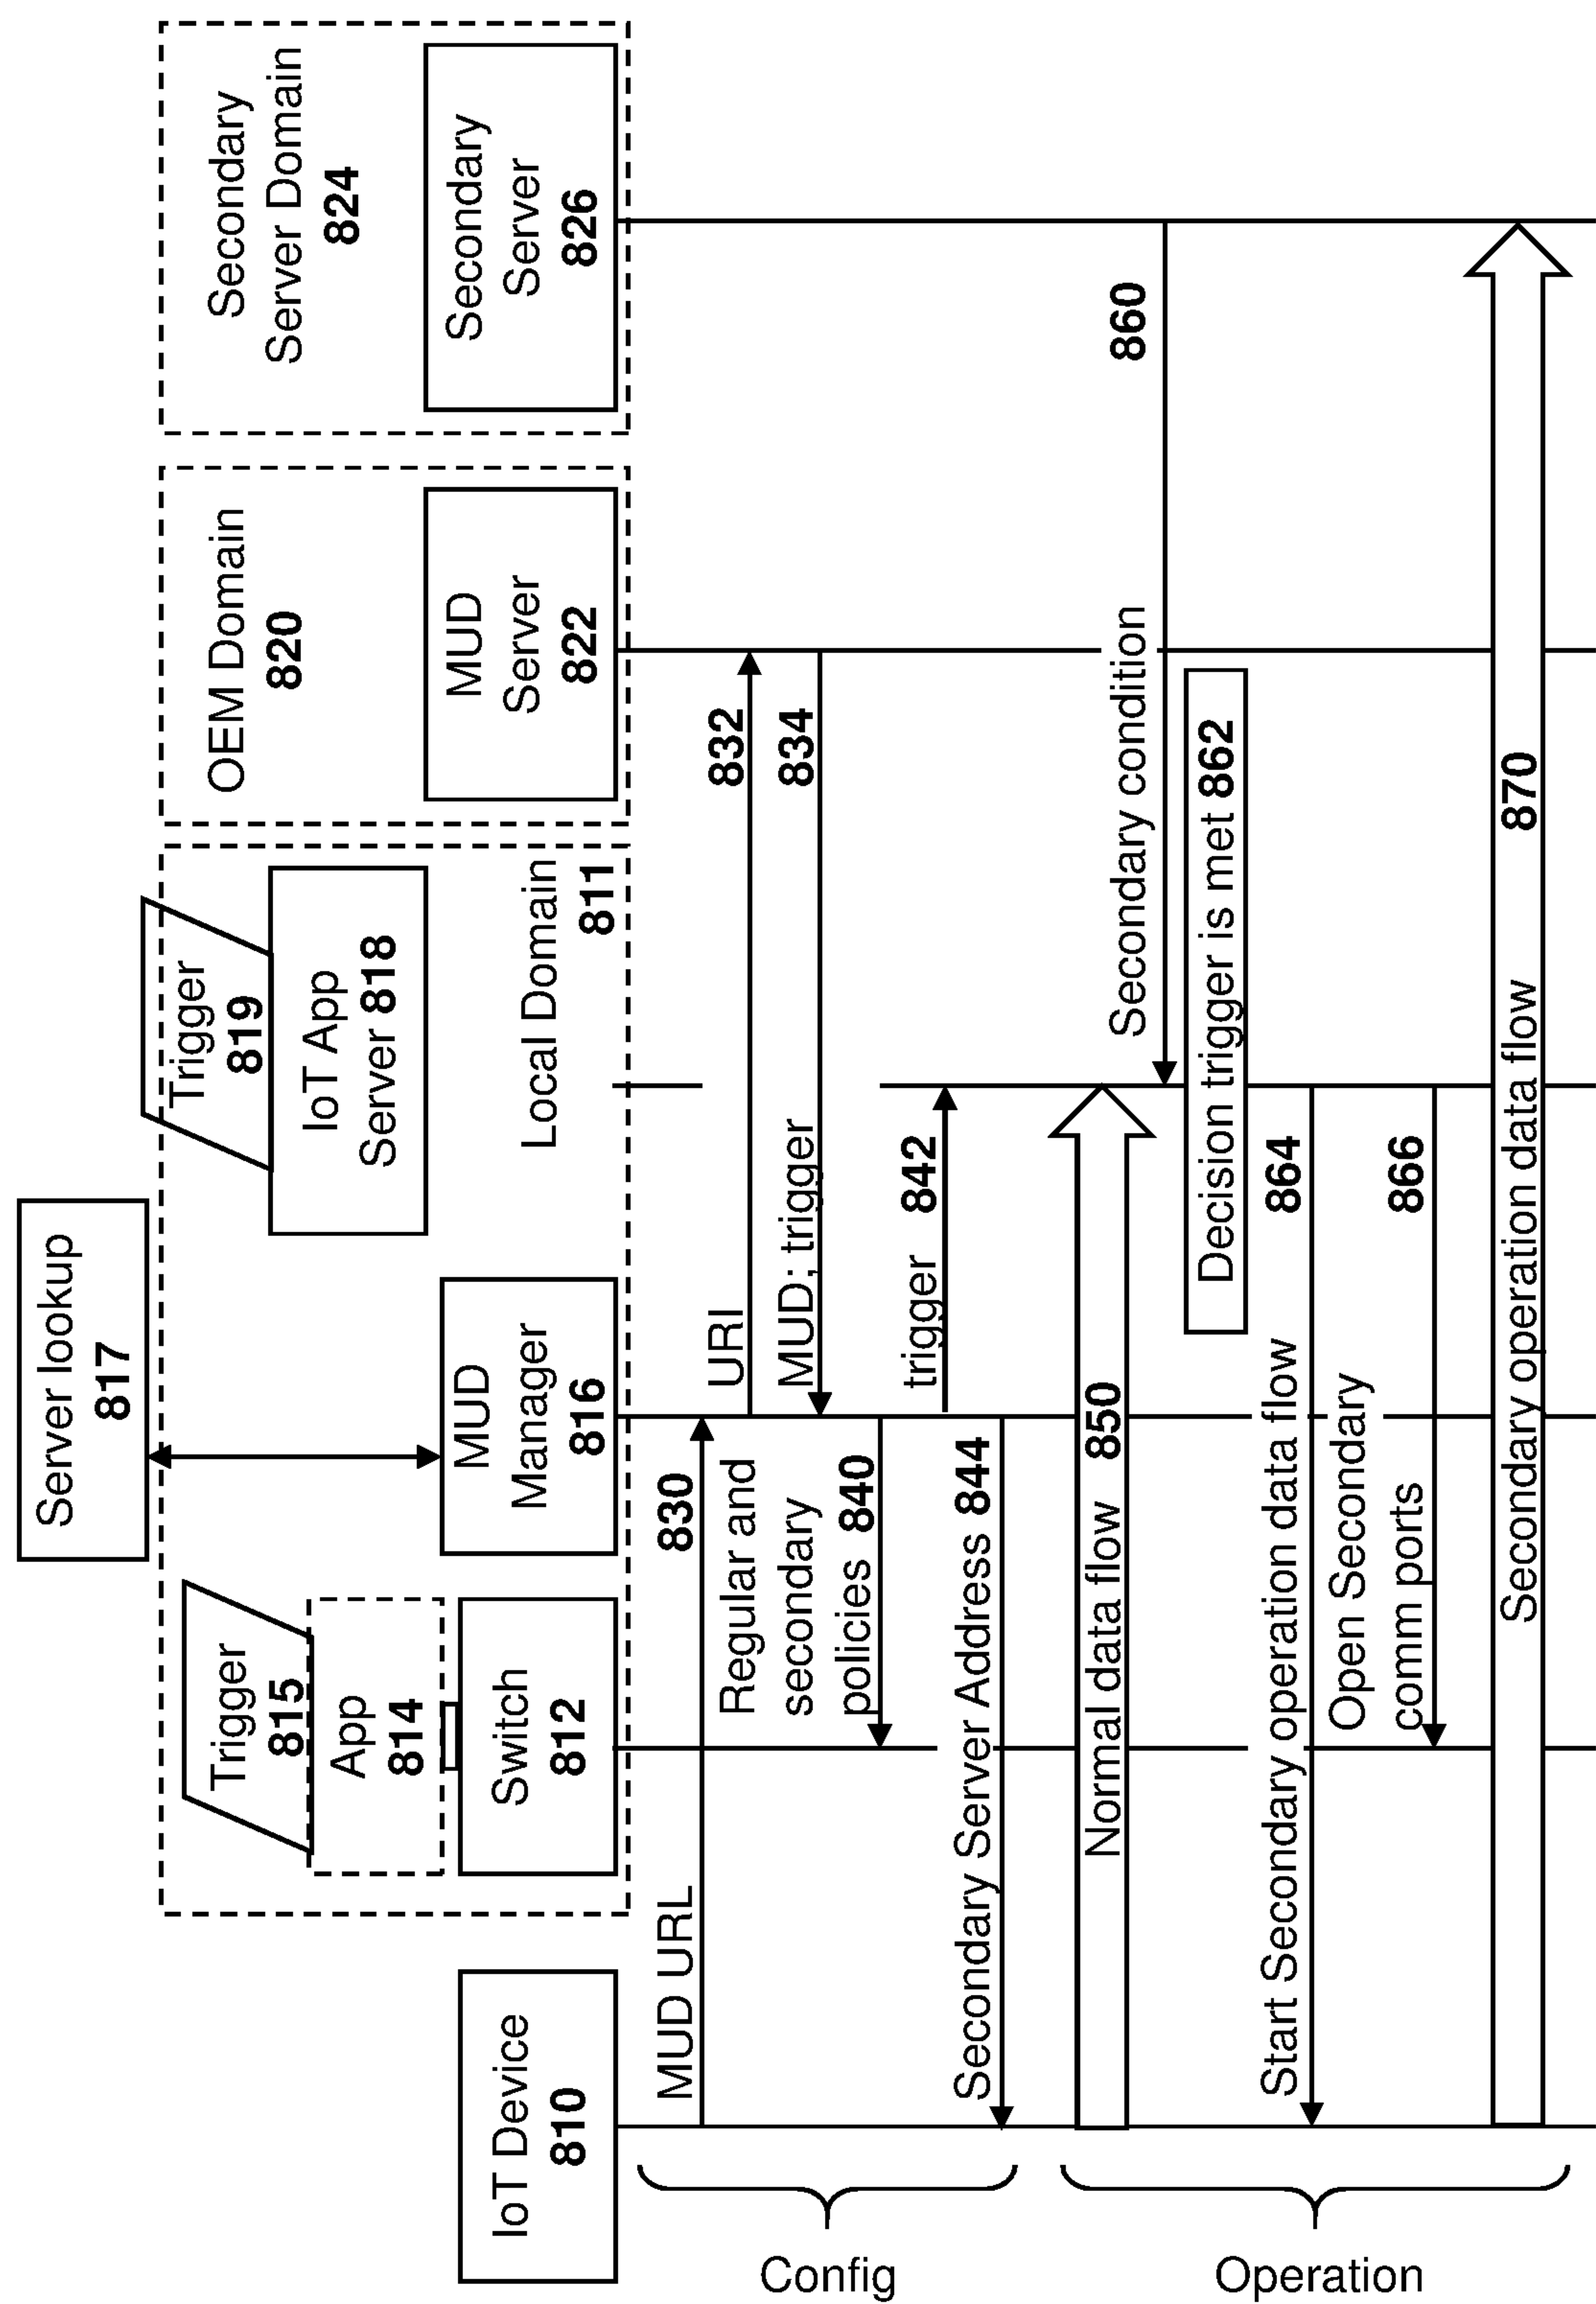 Server lookup
817
Trigger
815
App
814
Switch
812
MUD
Manager
816
Trigger
819
IoT App
Server 818
Local Domain
811
OEM Domain
820
MUD
Server
822
Secondary
Server Domain
824
Secondary
Server
826
IoT Device
810
Config
MUD URL 830
URI 832
MUD; trigger 834
Regular and
secondary
policies 840
trigger 842
Secondary Server Address 844
Operation
Normal data flow 850
Secondary condition 860
Decision trigger is met 862
Start Secondary operation data flow 864
Open Secondary
comm ports
866
Secondary operation data flow 870